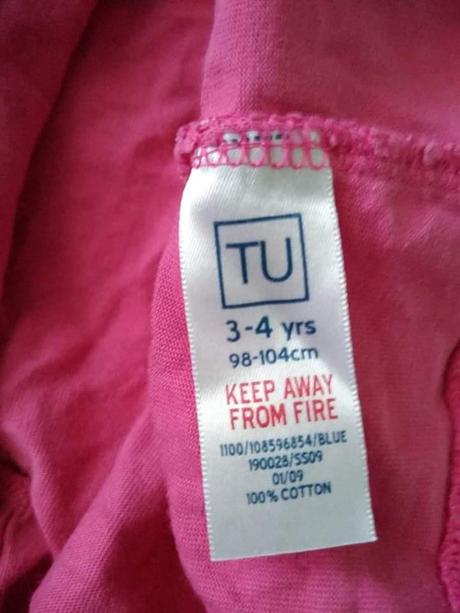 TU
3-4 yrs
98-104cm
KEEP AWAY
FROM FIRE
1100/108596854/BLUE
190028/SS09
01/09
100% COTTON